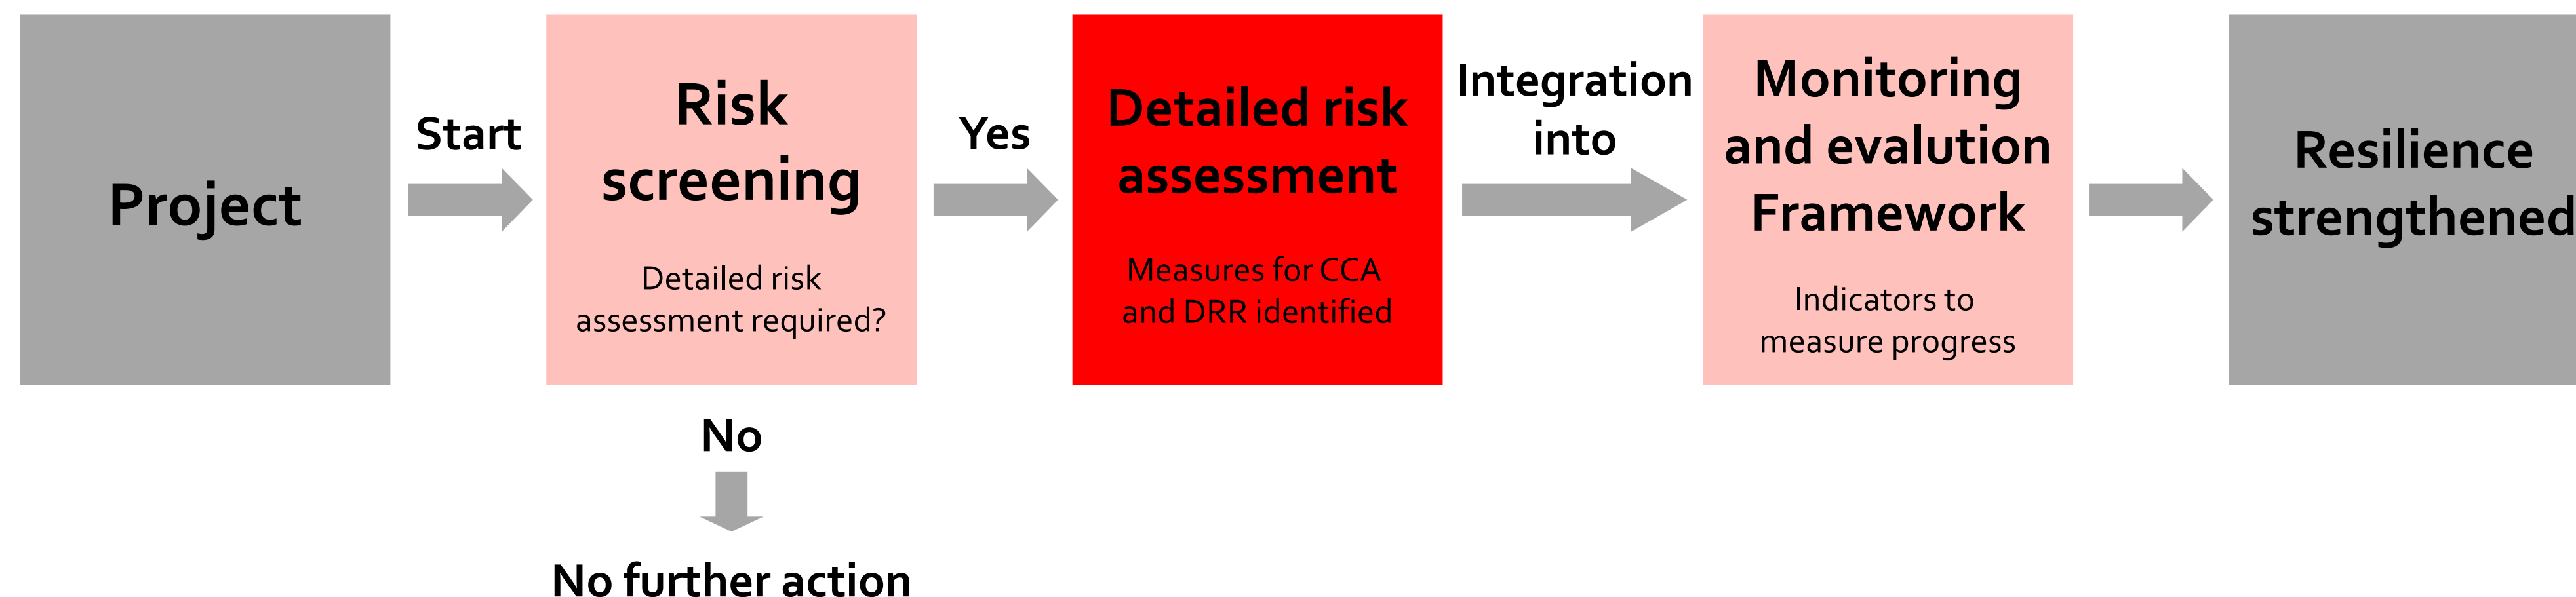 Project
Start
Risk
screening
Detailed risk
assessment required?
Yes
Detailed risk
assessment
Measures for CCA
and DRR identified
Integration
into
Monitoring
and evalution
Framework
Indicators to
measure progress
Resilience
strengthened
No
No further action